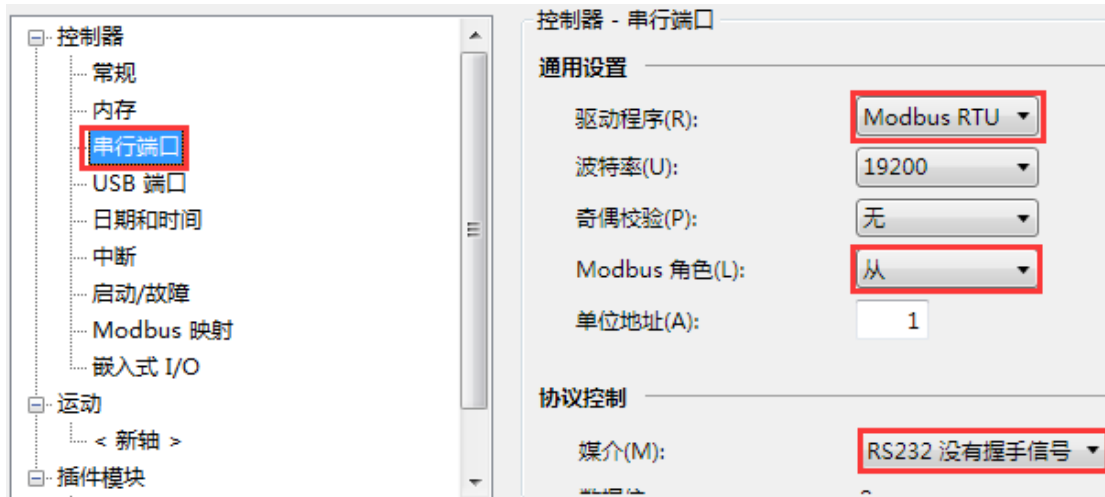 控制器
常规
内存
串行端口
USB 端口
日期和时间
中断
启动/故障
Modbus 映射
嵌入式 I/O
运动
< 新轴 >
插件模块
控制器 - 串行端口
通用设置
驱动程序(R): Modbus RTU
波特率(U): 19200
奇偶校验(P): 无
Modbus 角色(L): 从
单位地址(A): 1
协议控制
媒介(M): RS232 没有握手信号